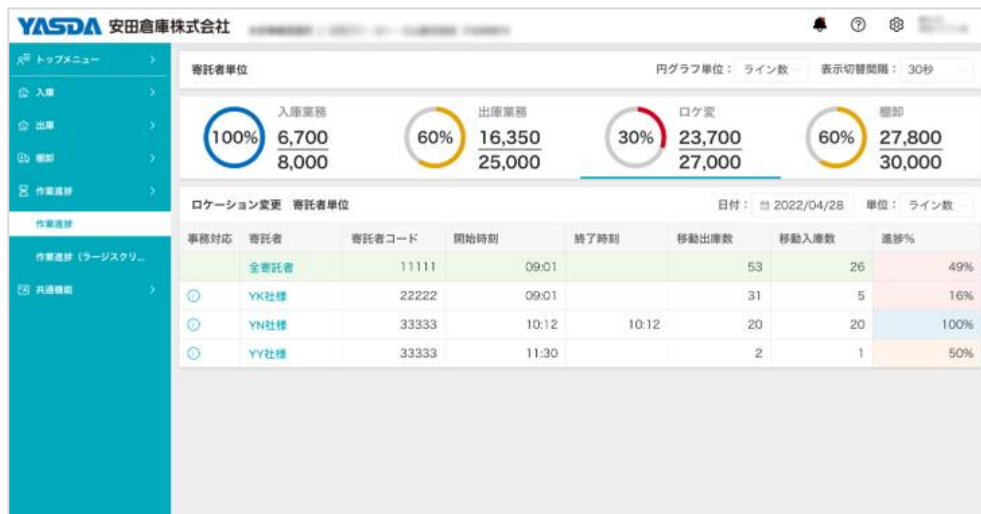 YASDA 安田倉庫株式会社
トップメニュー
入庫
出庫
棚卸
作業進捗
作業進捗
作業進捗（ラージスクリ...
共通機能
寄託者単位 円グラフ単位： ライン数 表示切替間隔： 30秒
100% 入庫業務 6,700 8,000
60% 出庫業務 16,350 25,000
30% ロケ変 23,700 27,000
60% 棚卸 27,800 30,000
ロケーション変更 寄託者単位 日付： 2022/04/28 単位： ライン数
事務対応 寄託者 寄託者コード 開始時刻 終了時刻 移動出庫数 移動入庫数 進捗%
全寄託者 11111 09:01 53 26 49%
YK社様 22222 09:01 31 5 16%
YN社様 33333 10:12 10:12 20 20 100%
YY社様 33333 11:30 2 1 50%